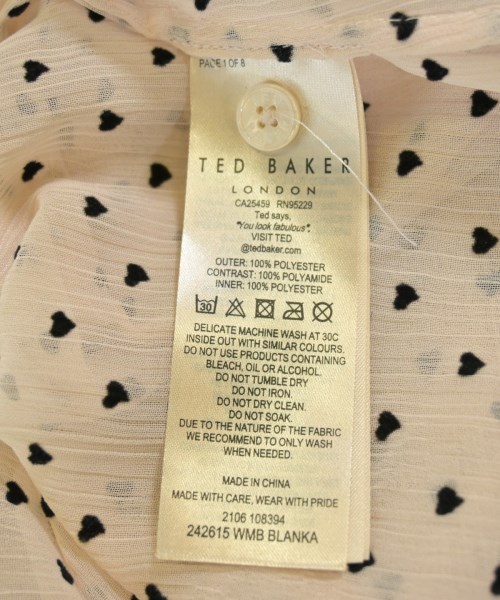 PAGE 1 OF 8
TED BAKER
LONDON
CA25459 RN95229
Ted says,
"You look fabulous".
VISIT TED
@tedbaker.com
OUTER: 100% POLYESTER
CONTRAST: 100% POLYAMIDE
INNER: 100% POLYESTER
30
DELICATE MACHINE WASH AT 30C
INSIDE OUT WITH SIMILAR COLOURS.
DO NOT USE PRODUCTS CONTAINING
BLEACH, OIL OR ALCOHOL.
DO NOT TUMBLE DRY
DO NOT IRON.
DO NOT DRY CLEAN.
DO NOT SOAK.
DUE TO THE NATURE OF THE FABRIC
WE RECOMMEND TO ONLY WASH
WHEN NEEDED.
MADE IN CHINA
MADE WITH CARE, WEAR WITH PRIDE
2106 108394
242615 WMB BLANKA